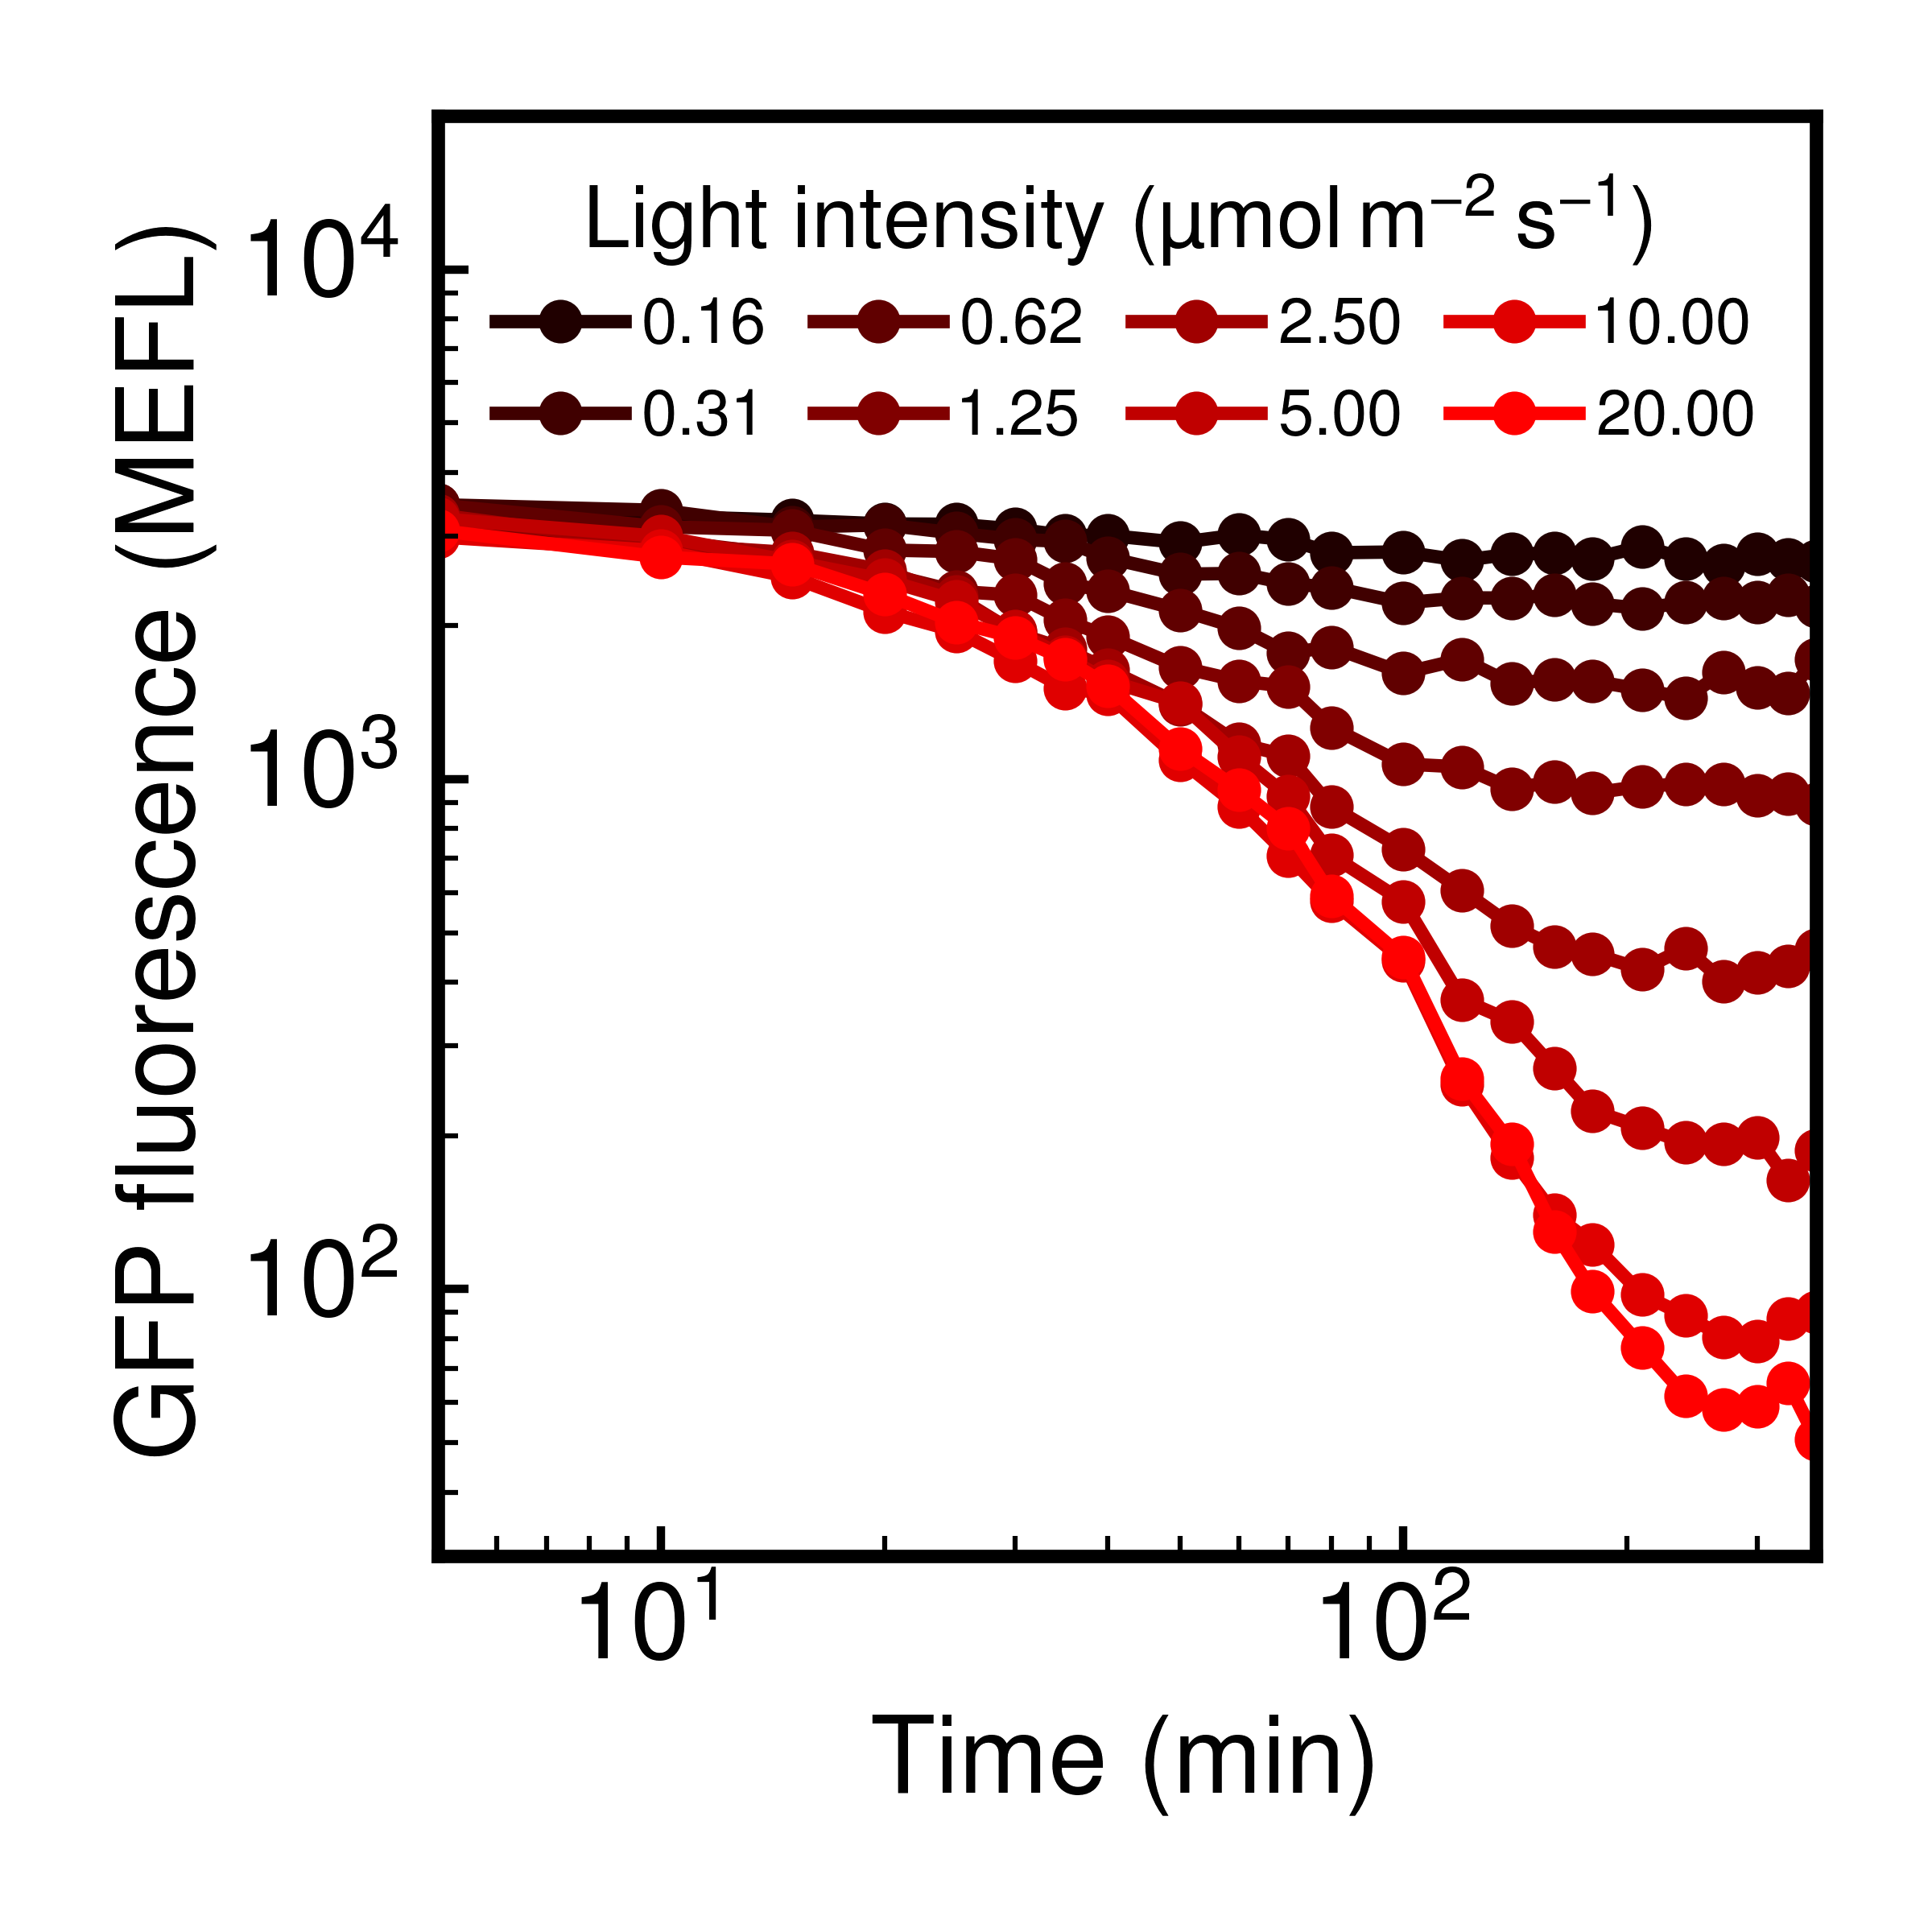 Light intensity (µmol m⁻² s⁻¹)
0.16 0.62 2.50 10.00
0.31 1.25 5.00 20.00
10⁴
10³
10²
GFP fluorescence (MEFL)
10¹ 10²
Time (min)